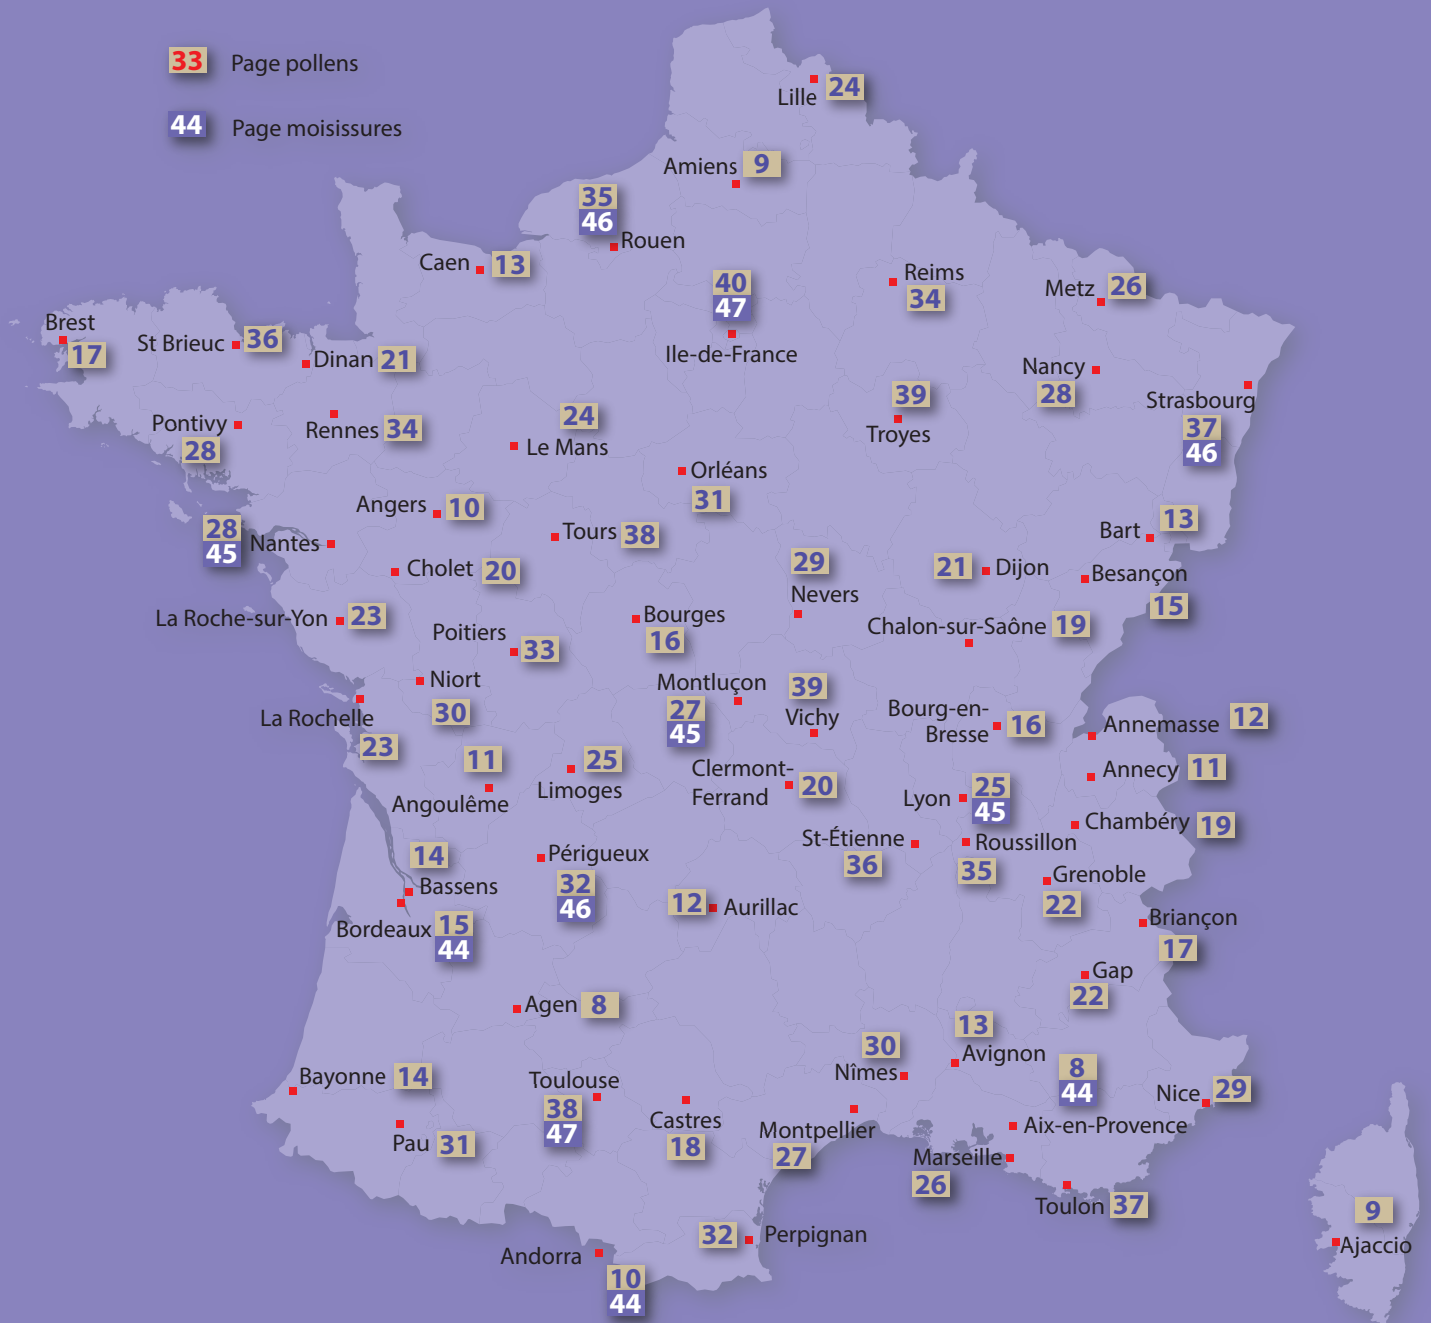 33 Page pollens
44 Page moisissures
Lille 24
Amiens 9
35
46
Rouen
Caen 13
40
47
Ile-de-France
Reims
34
Metz 26
Brest
17
St Brieuc 36
Dinan 21
Nancy
28
Strasbourg
37
46
39
Troyes
Pontivy
28
Rennes 34
24
Le Mans
Orléans
31
Angers 10
28
45
Nantes
Tours 38
13
Bart
Cholet 20
29
Nevers
21 Dijon
Besançon
15
La Roche-sur-Yon 23
Poitiers
33
Bourges
16
Chalon-sur-Saône 19
Niort
30
Montluçon
27
45
39
Vichy
La Rochelle
23
Bourg-en-
Bresse 16
Annemasse 12
11
Angoulême
25
Limoges
Clermont-
Ferrand 20
Annecy 11
Lyon 25
45
Chambéry 19
St-Étienne
36
Roussillon
35
14
Bassens
Périgueux
32
46
Grenoble
22
12 Aurillac
Bordeaux 15
44
Briançon
17
Gap
22
Agen 8
13
Avignon
30
Nîmes
8
44
Aix-en-Provence
Bayonne 14
Toulouse
38
47
Nice 29
Castres
18
Montpellier
27
Pau 31
Marseille
26
Toulon 37
32 Perpignan
9
Ajaccio
Andorra
10
44